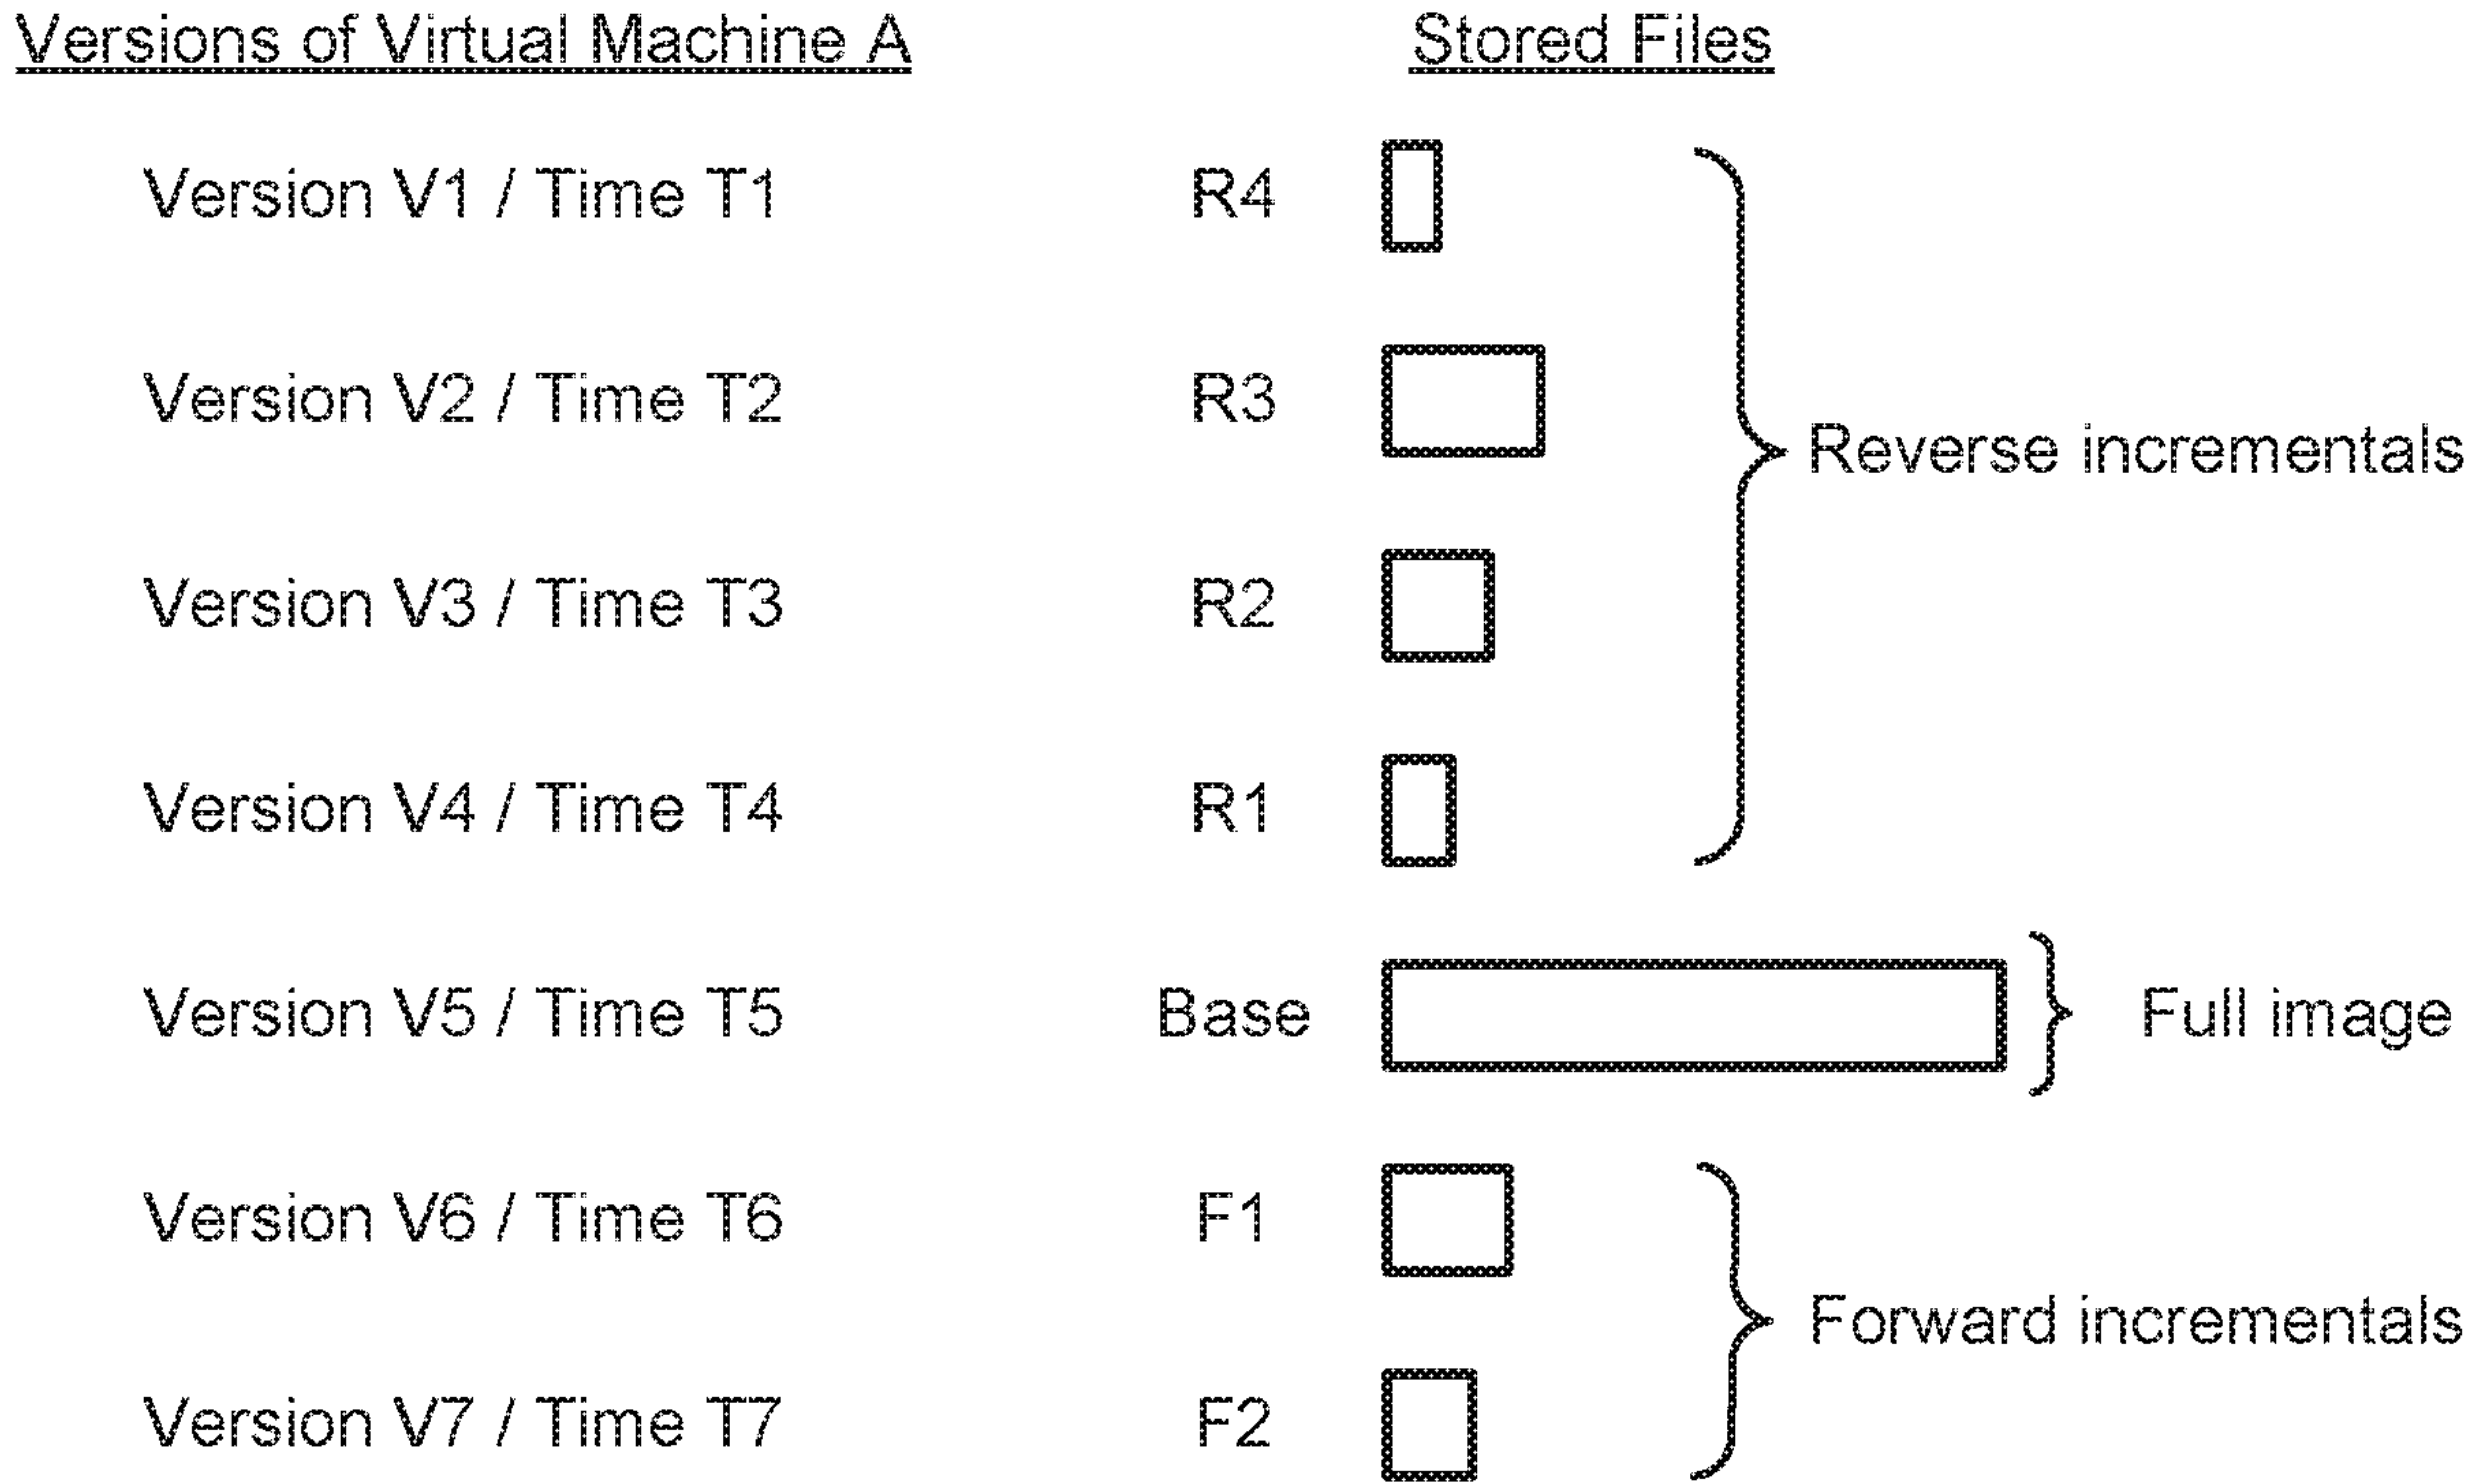 Versions of Virtual Machine A Stored Files
Version V1 / Time T1 R4
Version V2 / Time T2 R3
Reverse incrementals
Version V3 / Time T3 R2
Version V4 / Time T4 R1
Version V5 / Time T5 Base Full image
Version V6 / Time T6 F1
Forward incrementals
Version V7 / Time T7 F2